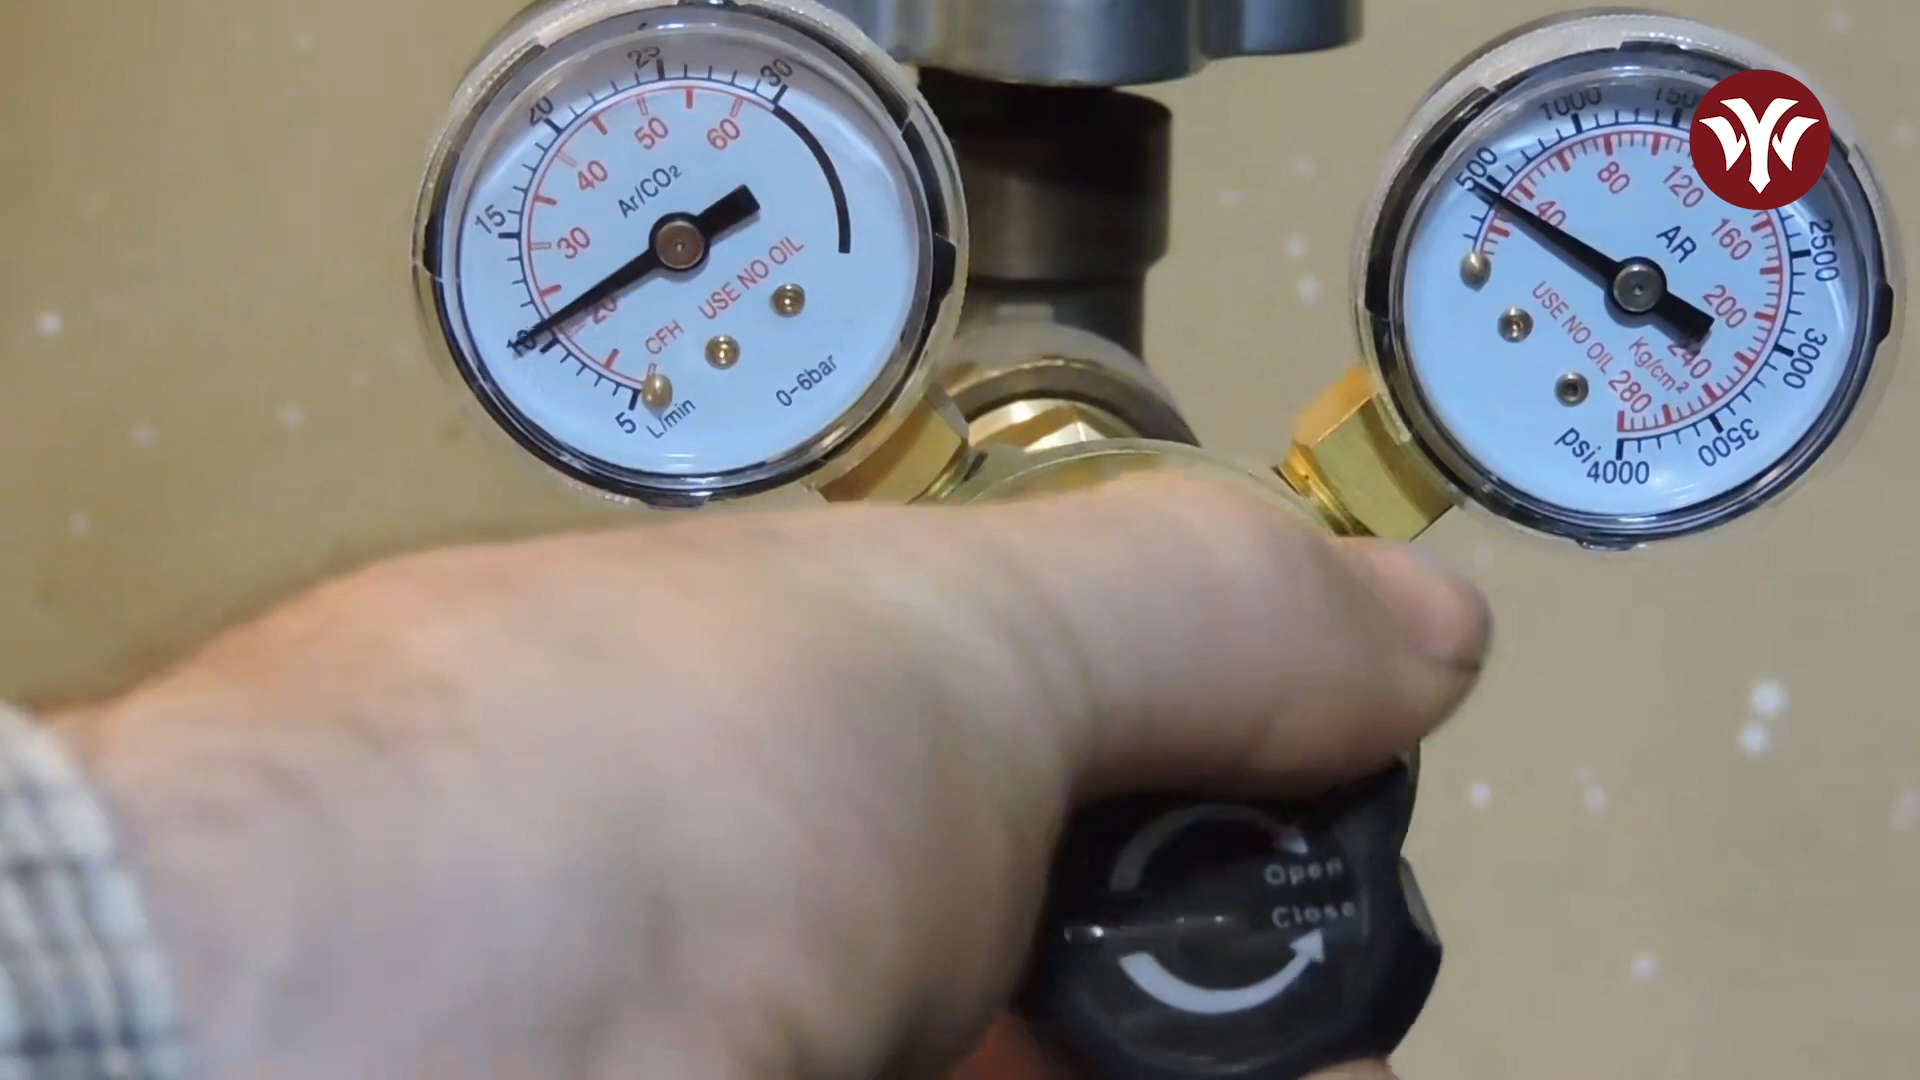 5
10
15
20
25
30
20
30
40
50
60
Ar/CO₂
USE NO OIL
CFH
L/min
0-6bar
500
1000
2500
3000
3500
4000
40
80
120
160
200
240
280
AR
USE NO OIL
Kg/cm²
psi
Open
Close